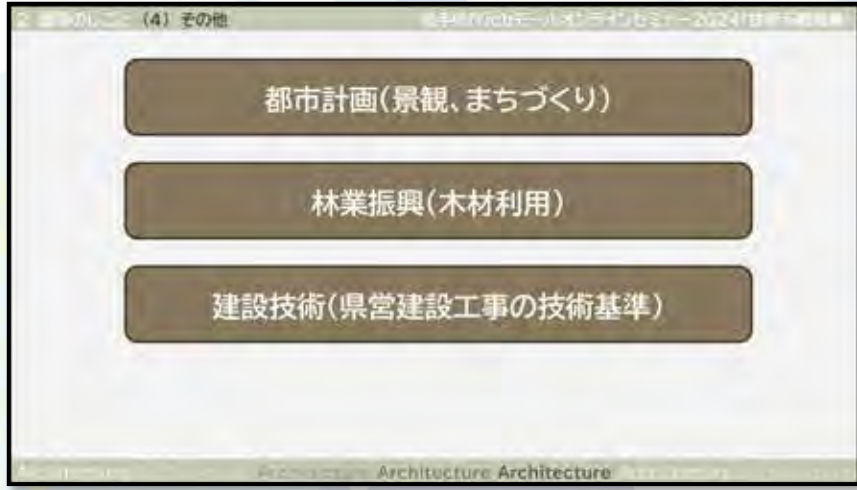 （4）その他
都市計画（景観、まちづくり）
林業振興（木材利用）
建設技術（県営建設工事の技術基準）
Architecture Architecture Architecture